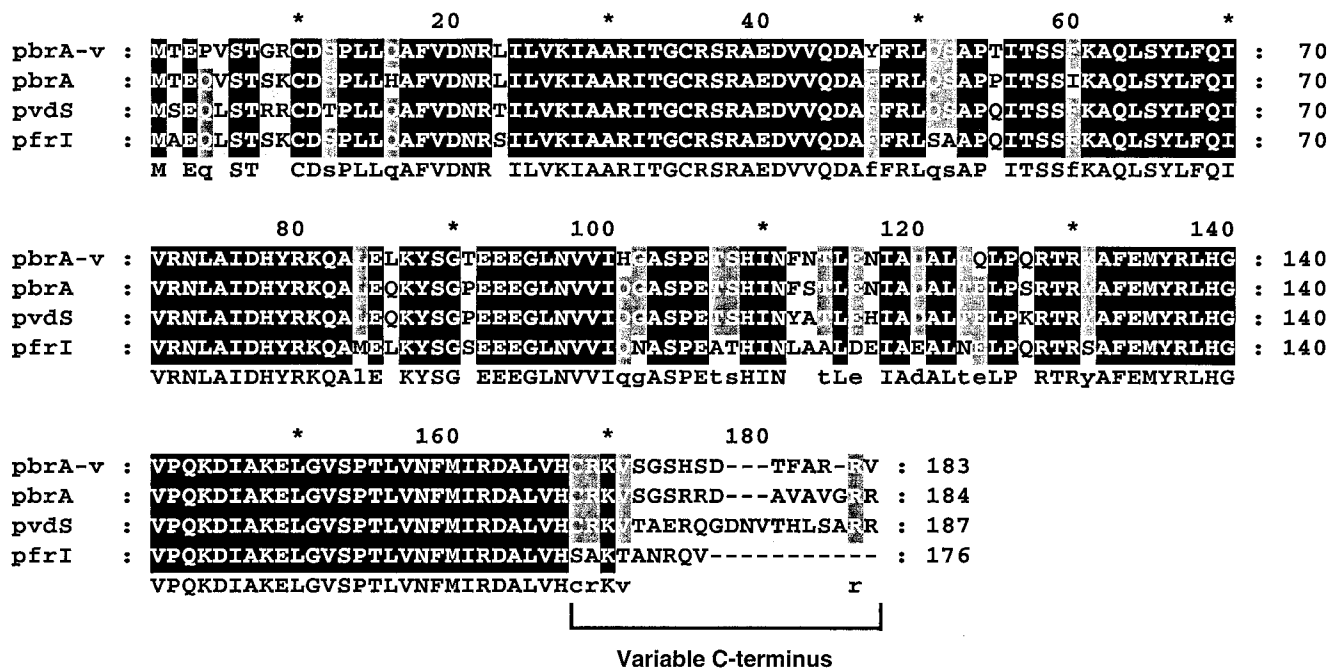 * 20 * 40 * 60 *
pbrA-v : MTEPVSTGRCDSPLLQAFVDNRLILVKIAARITGCRSRAEDVVQDAYFRLQSAPTITSSFKAQLSYLFQI : 70
pbrA : MTEQVSTSKCDSPLLHAFVDNRLILVKIAARITGCRSRAEDVVQDAFFRLQSAPPITSSIKAQLSYLFQI : 70
pvdS : MSEQLSTRRCDTPLLQAFVDNRTILVKIAARITGCRSRAEDVVQDAFFRLQSAPQITSSFKAQLSYLFQI : 70
pfrI : MAEQLSTSKCDSPLLQAFVDNRSILVKIAARITGCRSRAEDVVQDAFFRLSAAPQITSSFKAQLSYLFQI : 70
M Eq ST CDsPLLqAFVDNR ILVKIAARITGCRSRAEDVVQDAfFRLqsAP ITSSfKAQLSYLFQI
80 * 100 * 120 * 140
pbrA-v : VRNLAIDHYRKQALELKYSGTEEEGLNVVIHGASPETSHINFNTLENIADALTQLPQRTRYAFEMYRLHG : 140
pbrA : VRNLAIDHYRKQALEQKYSGPEEEGLNVVIQGASPETSHINFSTLENIADALTELPSRTRYAFEMYRLHG : 140
pvdS : VRNLAIDHYRKQALEQKYSGPEEEGLNVVIQGASPETSHINYATLEHIADALTELPKRTRYAFEMYRLHG : 140
pfrI : VRNLAIDHYRKQAMELKYSGSEEEGLNVVIQNASPEATHINLAALDEIAEALNELPQRTRSAFEMYRLHG : 140
VRNLAIDHYRKQAlE KYSG EEEGLNVVIqgASPEtsHIN tLe IAdALteLP RTRyAFEMYRLHG
* 160 * 180
pbrA-v : VPQKDIAKELGVSPTLVNFMIRDALVHCRKVSGSHSD---TFAR-RV : 183
pbrA : VPQKDIAKELGVSPTLVNFMIRDALVHCRKVSGSRRD---AVAVGRR : 184
pvdS : VPQKDIAKELGVSPTLVNFMIRDALVHCRKVTAERQGDNVTHLSARR : 187
pfrI : VPQKDIAKELGVSPTLVNFMIRDALVHSAKTANRQV----------- : 176
VPQKDIAKELGVSPTLVNFMIRDALVHcrKv r
Variable C-terminus